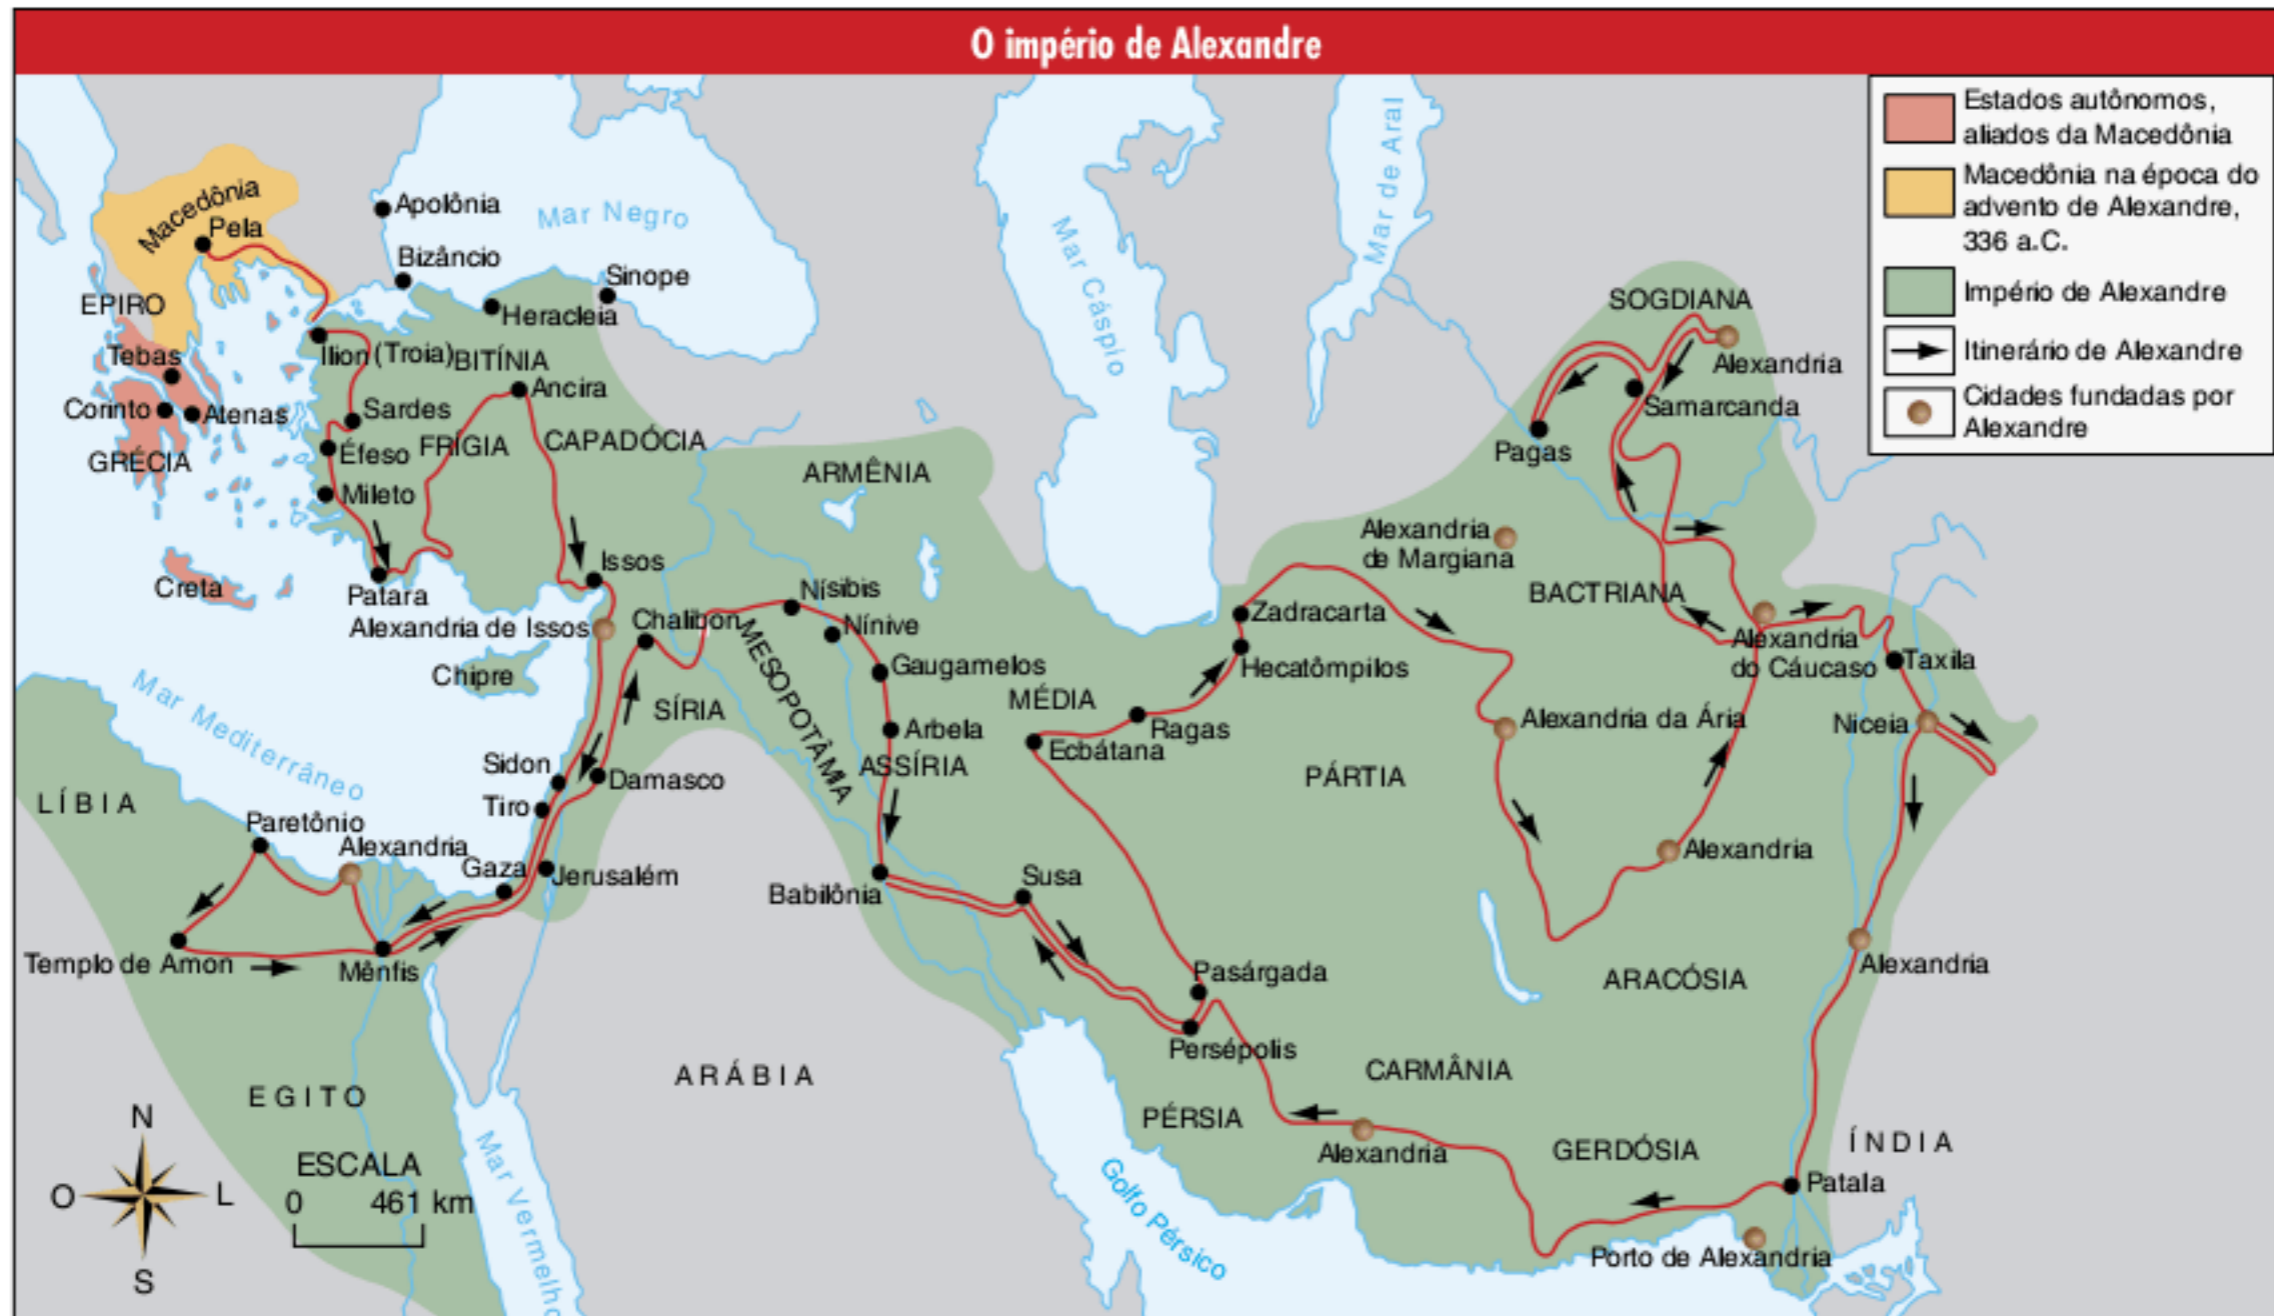 O império de Alexandre
Estados autônomos,
aliados da Macedônia
Macedônia na época do
advento de Alexandre,
336 a.C.
Império de Alexandre
Itinerário de Alexandre
Cidades fundadas por
Alexandre
Macedônia
Pela
Apolônia
Mar Negro
Mar Cáspio
Mar de Aral
Bizâncio
Sinope
EPIRO
Heracleia
SOGDIANA
Tebas
Ilion (Troia)
BITÍNIA
Alexandria
Ancira
Corinto
Atenas
Sardes
Samarcanda
FRÍGIA
CAPADÓCIA
GRÉCIA
Éfeso
Pagas
ARMÊNIA
Mileto
Alexandria
de Margiana
Issos
Creta
Patara
Nísibis
BACTRIANA
Alexandria de Issos
Chalibon
Nínive
Zadracarta
Alexandria
do Cáucaso
Taxila
Chipre
Gaugamelos
Hecatômpilos
MESOPOTÂMIA
Mar Mediterrâneo
SÍRIA
MÉDIA
Ragas
Alexandria da Ária
Niceia
Arbela
Ecbátana
Sidon
Damasco
ASSÍRIA
PÁRTIA
LÍBIA
Tiro
Paretônio
Alexandria
Alexandria
Gaza
Jerusalém
Babilônia
Susa
Templo de Amon
Mênfis
Pasárgada
ARACÓSIA
Alexandria
Persépolis
ARÁBIA
CARMÂNIA
EGITO
PÉRSIA
N
Alexandria
GERDÓSIA
ÍNDIA
ESCALA
Mar Vermelho
Golfo Pérsico
Patala
O
L
0 461 km
Porto de Alexandria
S